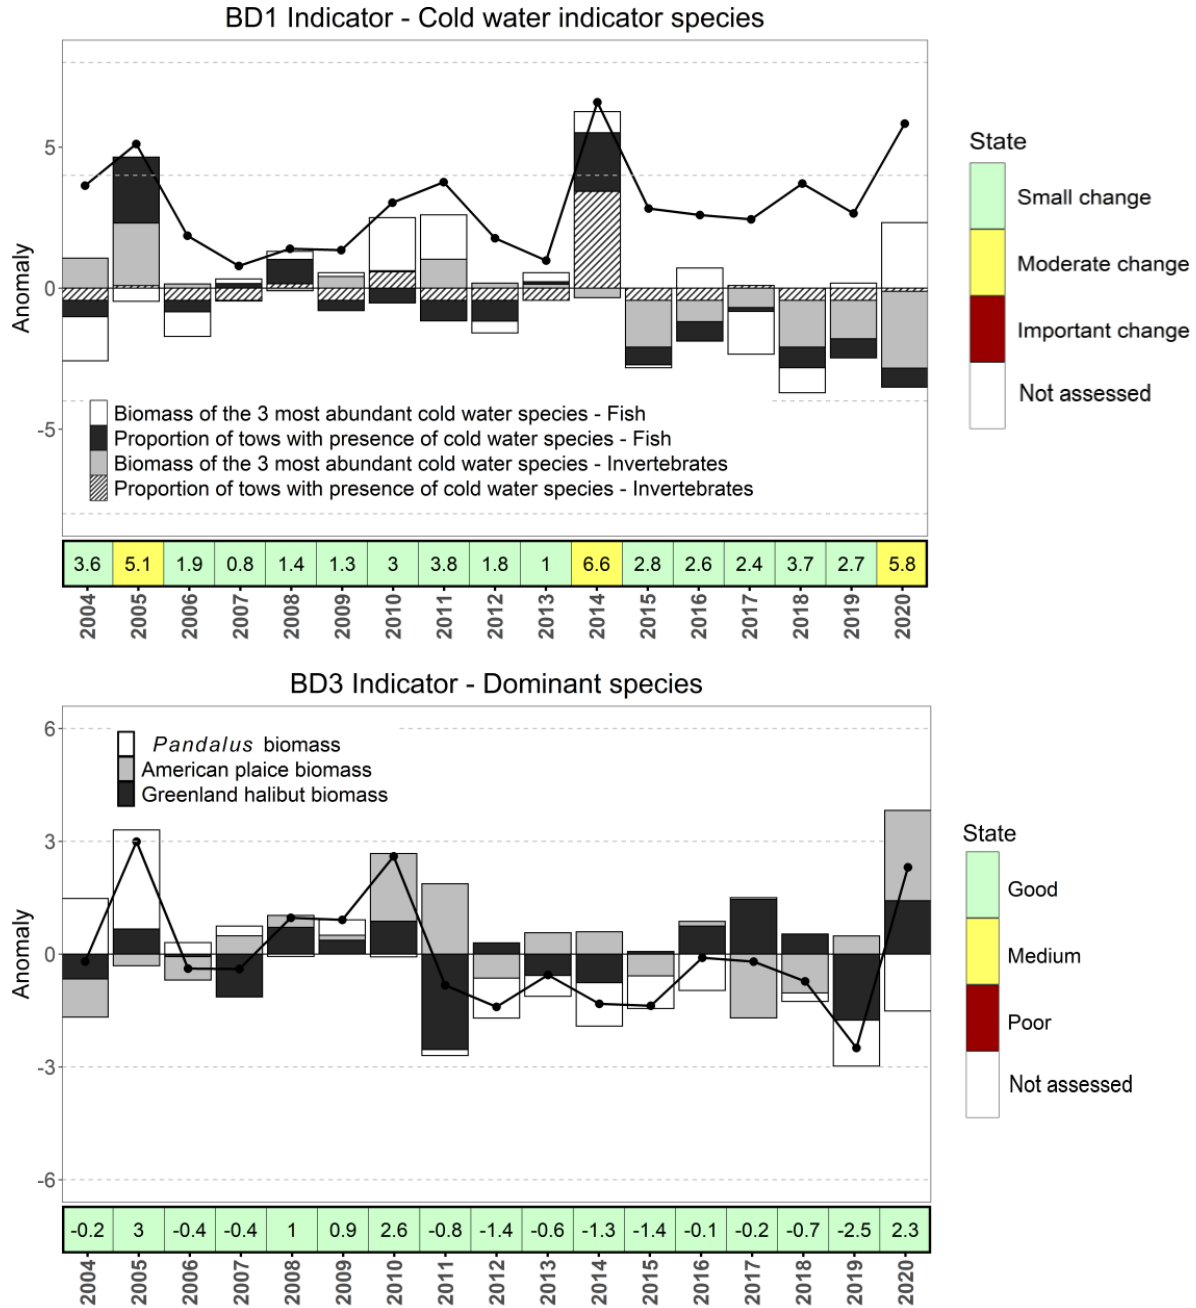 BD1 Indicator - Cold water indicator species
5
0
-5
Anomaly
Biomass of the 3 most abundant cold water species - Fish
Proportion of tows with presence of cold water species - Fish
Biomass of the 3 most abundant cold water species - Invertebrates
Proportion of tows with presence of cold water species - Invertebrates
State
Small change
Moderate change
Important change
Not assessed
3.6 5.1 1.9 0.8 1.4 1.3 3 3.8 1.8 1 6.6 2.8 2.6 2.4 3.7 2.7 5.8
2004 2005 2006 2007 2008 2009 2010 2011 2012 2013 2014 2015 2016 2017 2018 2019 2020
BD3 Indicator - Dominant species
6
3
0
-3
-6
Anomaly
Pandalus biomass
American plaice biomass
Greenland halibut biomass
State
Good
Medium
Poor
Not assessed
-0.2 3 -0.4 -0.4 1 0.9 2.6 -0.8 -1.4 -0.6 -1.3 -1.4 -0.1 -0.2 -0.7 -2.5 2.3
2004 2005 2006 2007 2008 2009 2010 2011 2012 2013 2014 2015 2016 2017 2018 2019 2020